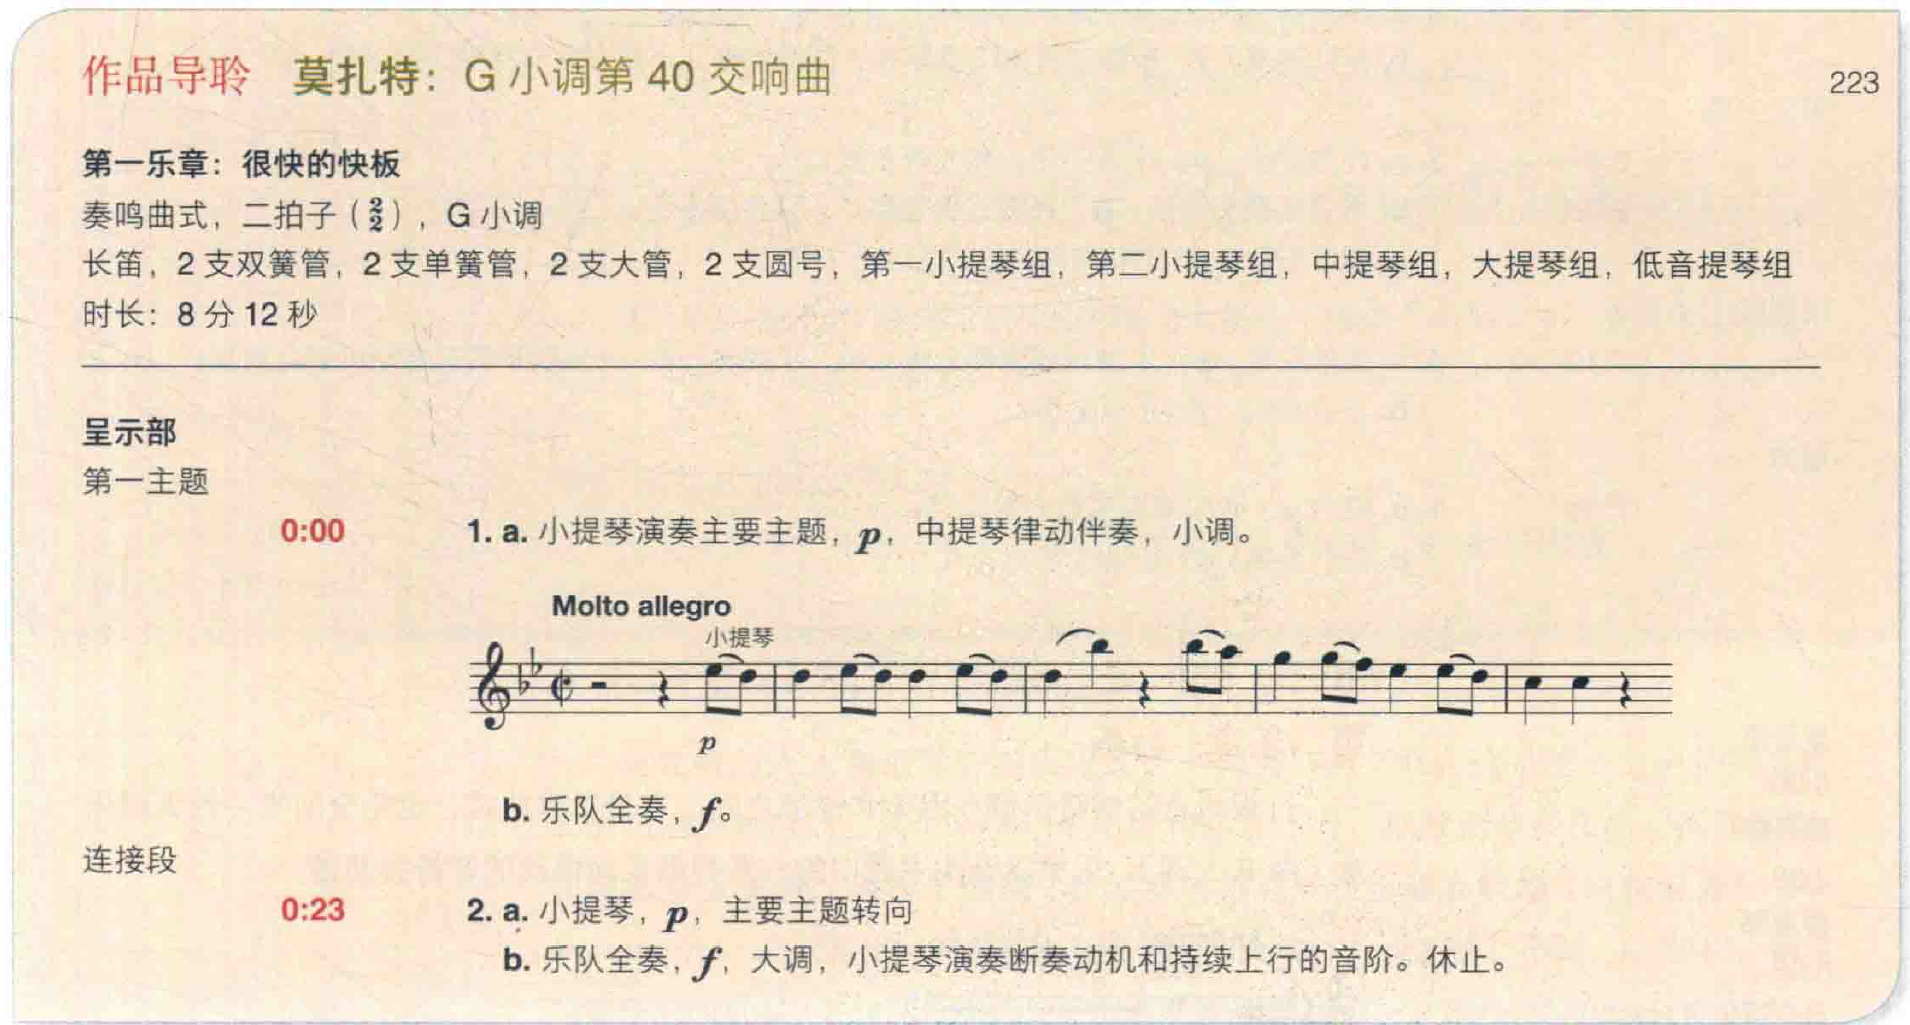 作品导聆 莫扎特：G 小调第 40 交响曲
223
第一乐章：很快的快板
奏鸣曲式，二拍子（2/2），G 小调
长笛，2 支双簧管，2 支单簧管，2 支大管，2 支圆号，第一小提琴组，第二小提琴组，中提琴组，大提琴组，低音提琴组
时长：8 分 12 秒
呈示部
第一主题
0:00 1. a. 小提琴演奏主要主题，p，中提琴律动伴奏，小调。
Molto allegro
小提琴
p
b. 乐队全奏，f。
连接段
0:23 2. a. 小提琴，p，主要主题转向
b. 乐队全奏，f，大调，小提琴演奏断奏动机和持续上行的音阶。休止。